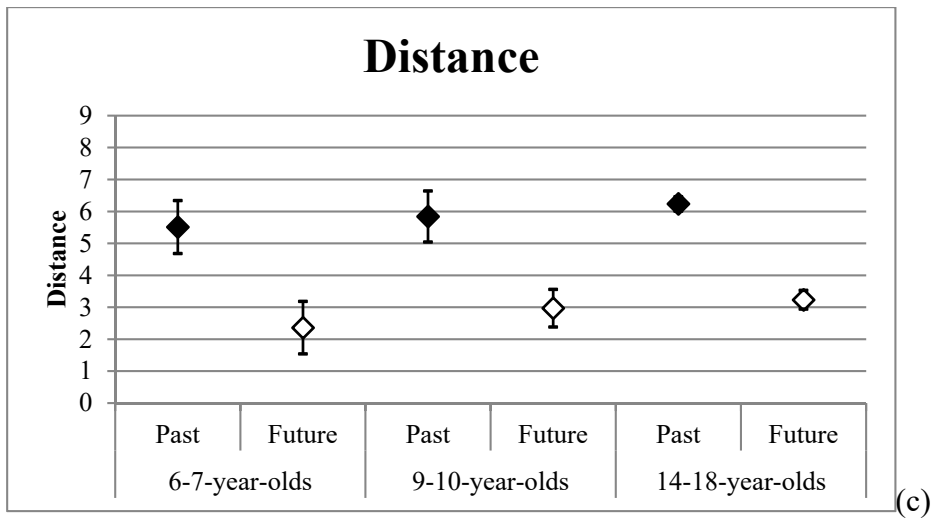 Distance
9
8
7
6
5
4
3
2
1
0
Distance
Past Future Past Future Past Future
6-7-year-olds 9-10-year-olds 14-18-year-olds
(c)